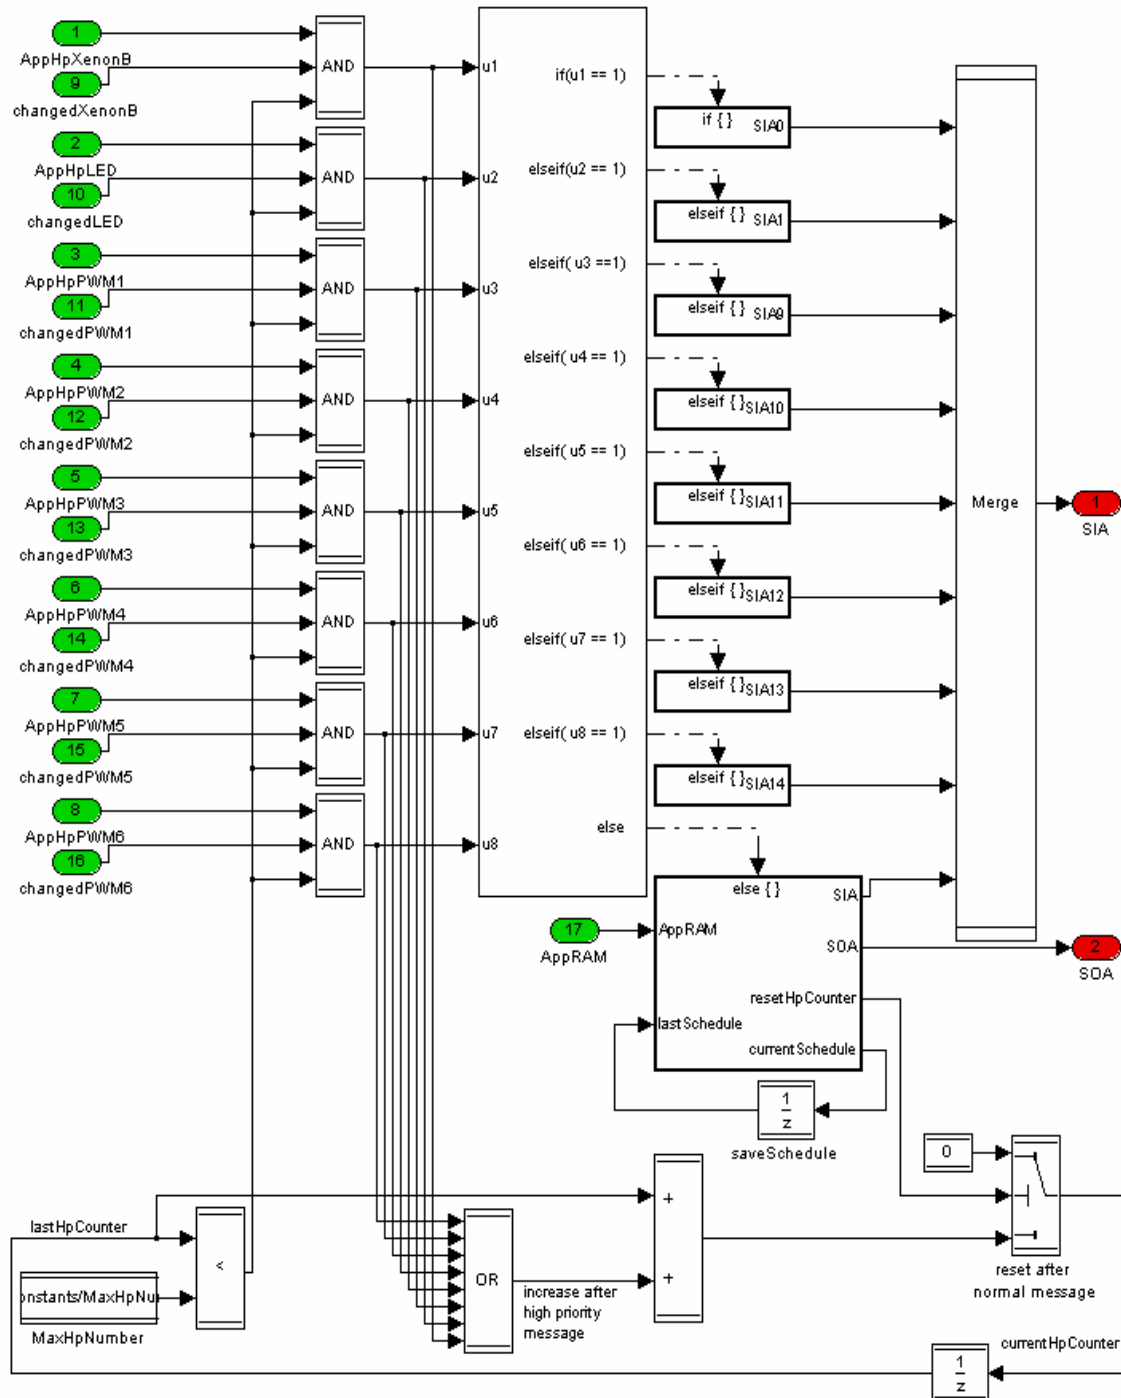 1
AppHpXenonB
9
changedXenonB
AND
2
AppHpLED
10
changedLED
AND
3
AppHpPWM1
11
changedPWM1
AND
4
AppHpPWM2
12
changedPWM2
AND
5
AppHpPWM3
13
changedPWM3
AND
6
AppHpPWM4
14
changedPWM4
AND
7
AppHpPWM5
15
changedPWM5
AND
8
AppHpPWM6
16
changedPWM6
AND
u1
u2
u3
u4
u5
u6
u7
u8
if(u1 == 1)
elseif(u2 == 1)
elseif( u3 ==1)
elseif( u4 == 1)
elseif( u5 == 1)
elseif( u6 == 1)
elseif( u7 == 1)
elseif( u8 == 1)
else
if { } SIA0
elseif { } SIA1
elseif { } SIA9
elseif { } SIA10
elseif { } SIA11
elseif { } SIA12
elseif { } SIA13
elseif { } SIA14
Merge
1
SIA
17
AppRAM
else { }
AppRAM
lastSchedule
SIA
SOA
resetHpCounter
currentSchedule
2
SOA
1
z
saveSchedule
0
reset after
normal message
lastHpCounter
<
onstants/MaxHpNu
MaxHpNumber
OR
increase after
high priority
message
+
+
currentHpCounter
1
z